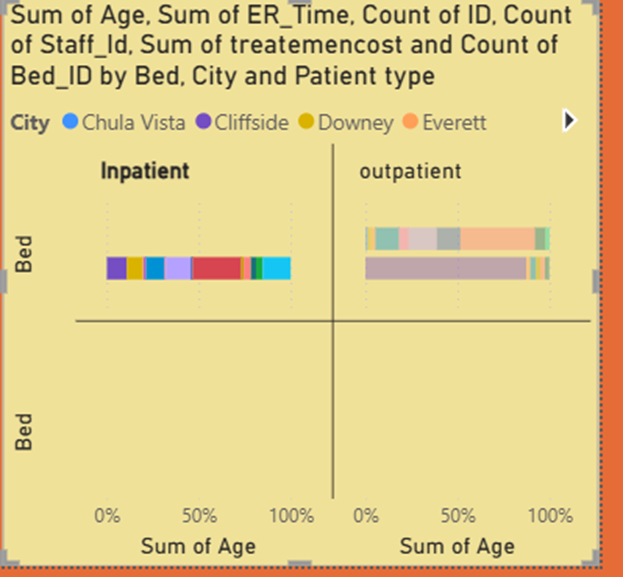 Sum of Age, Sum of ER_Time, Count of ID, Count
of Staff_Id, Sum of treatemencost and Count of
Bed_ID by Bed, City and Patient type
City Chula Vista Cliffside Downey Everett
Inpatient outpatient
Bed
Bed
0% 50% 100% 0% 50% 100%
Sum of Age Sum of Age